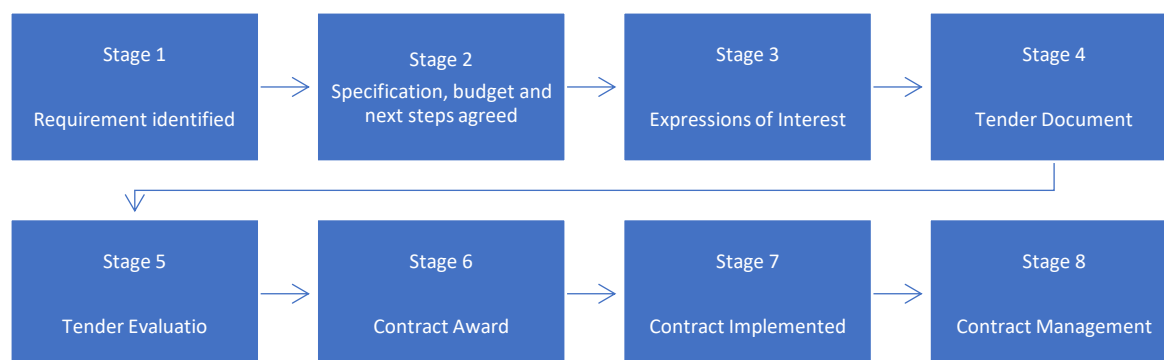 Stage 1
Requirement identified
Stage 2
Specification, budget and
next steps agreed
Stage 3
Expressions of Interest
Stage 4
Tender Document
Stage 5
Tender Evaluatio
Stage 6
Contract Award
Stage 7
Contract Implemented
Stage 8
Contract Management